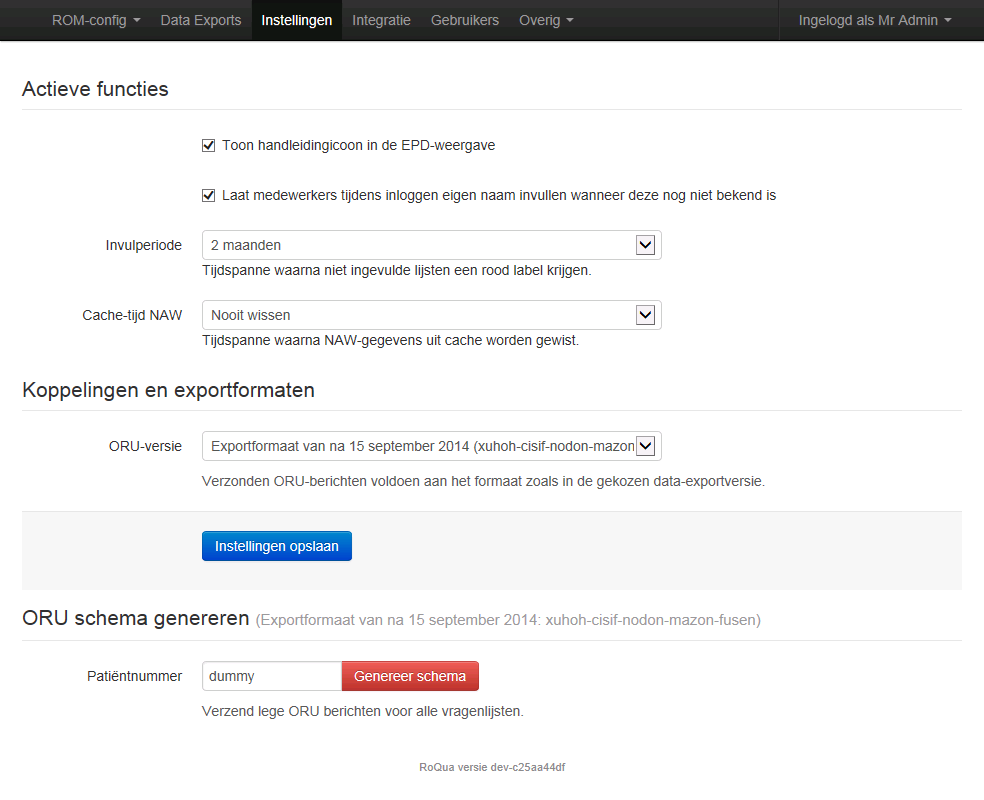 ROM-config Data Exports Instellingen Integratie Gebruikers Overig Ingelogd als Mr Admin
Actieve functies
Toon handleidingicoon in de EPD-weergave
Laat medewerkers tijdens inloggen eigen naam invullen wanneer deze nog niet bekend is
Invulperiode 2 maanden
Tijdspanne waarna niet ingevulde lijsten een rood label krijgen.
Cache-tijd NAW Nooit wissen
Tijdspanne waarna NAW-gegevens uit cache worden gewist.
Koppelingen en exportformaten
ORU-versie Exportformaat van na 15 september 2014 (xuhoh-cisif-nodon-mazon
Verzonden ORU-berichten voldoen aan het formaat zoals in de gekozen data-exportversie.
Instellingen opslaan
ORU schema genereren (Exportformaat van na 15 september 2014: xuhoh-cisif-nodon-mazon-fusen)
Patiëntnummer dummy Genereer schema
Verzend lege ORU berichten voor alle vragenlijsten.
RoQua versie dev-c25aa44df